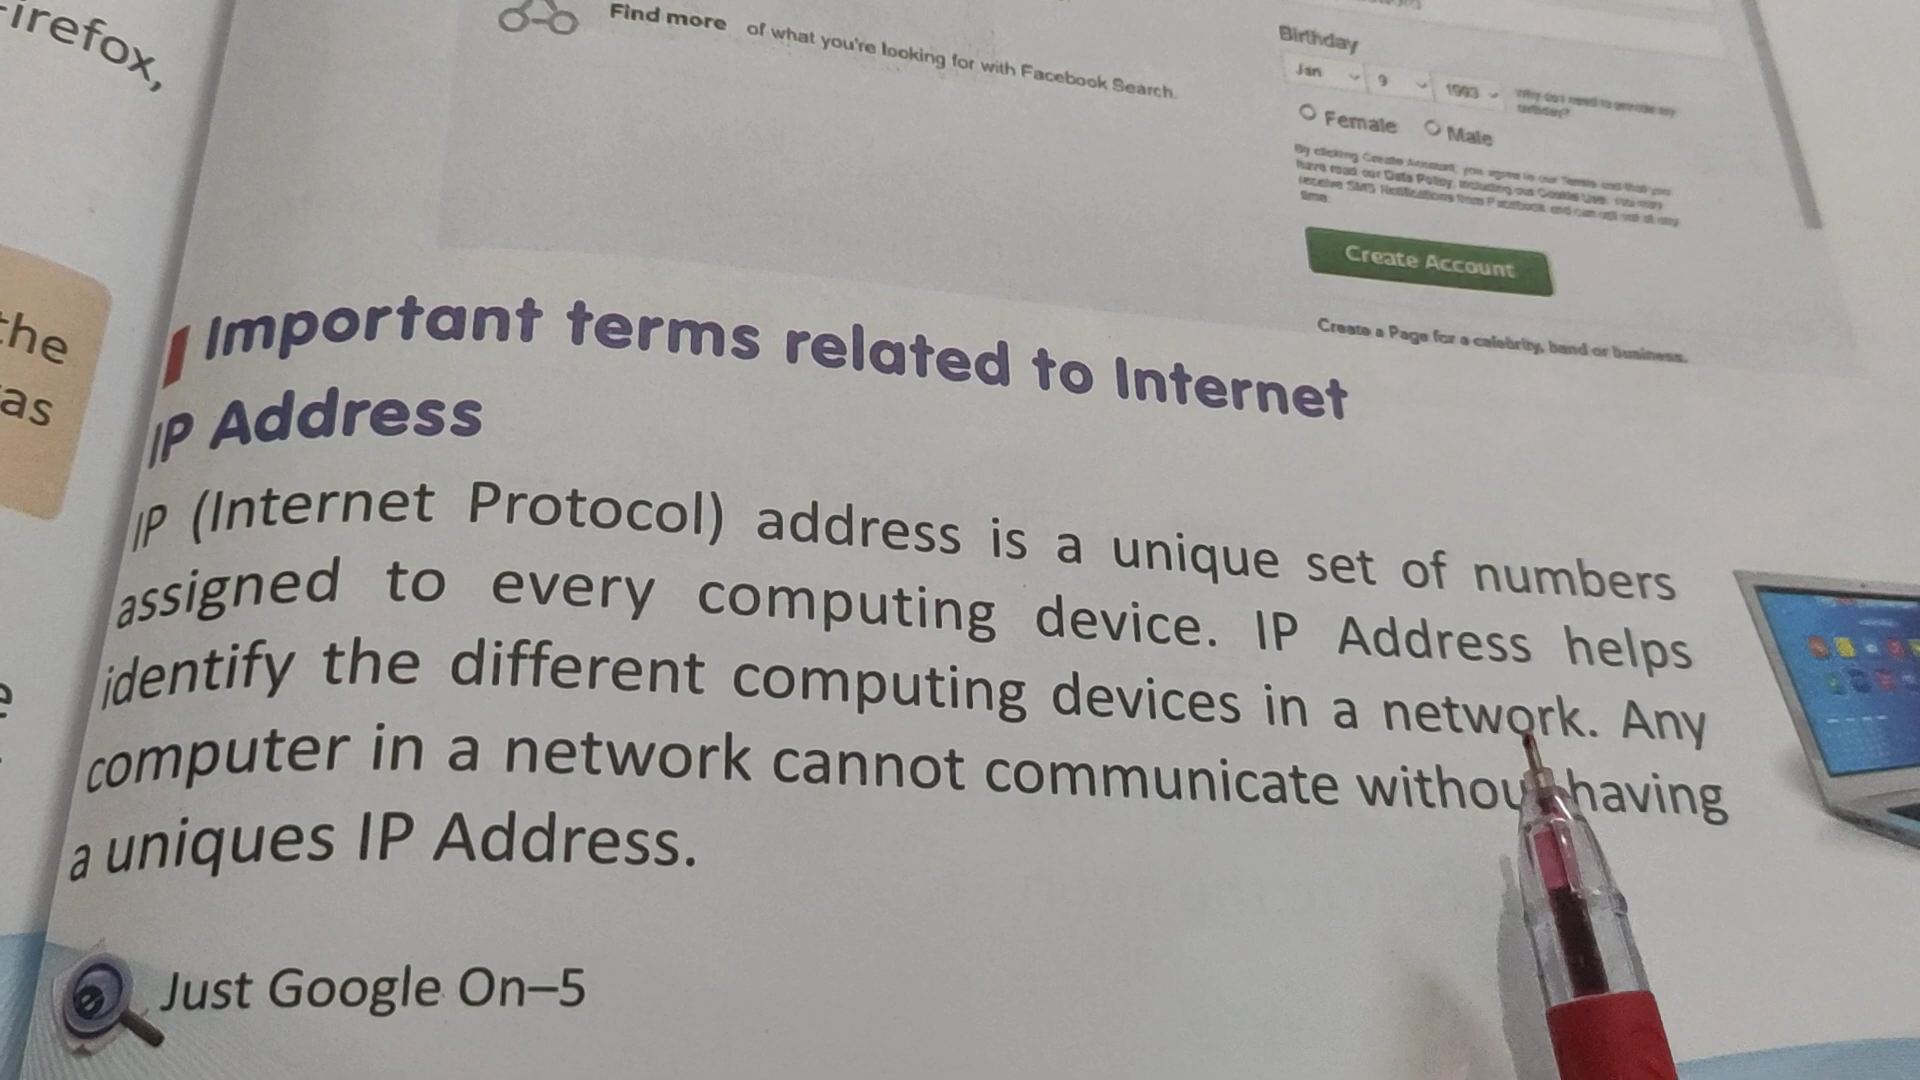 irefox,
the
as
Find more of what you're looking for with Facebook Search.
Birthday
Jan 9 1993
Female Male
Create Account
Create a Page for a celebrity, band or business.
Important terms related to Internet
IP Address
IP (Internet Protocol) address is a unique set of numbers
assigned to every computing device. IP Address helps
identify the different computing devices in a network. Any
computer in a network cannot communicate without having
a uniques IP Address.
Just Google On–5